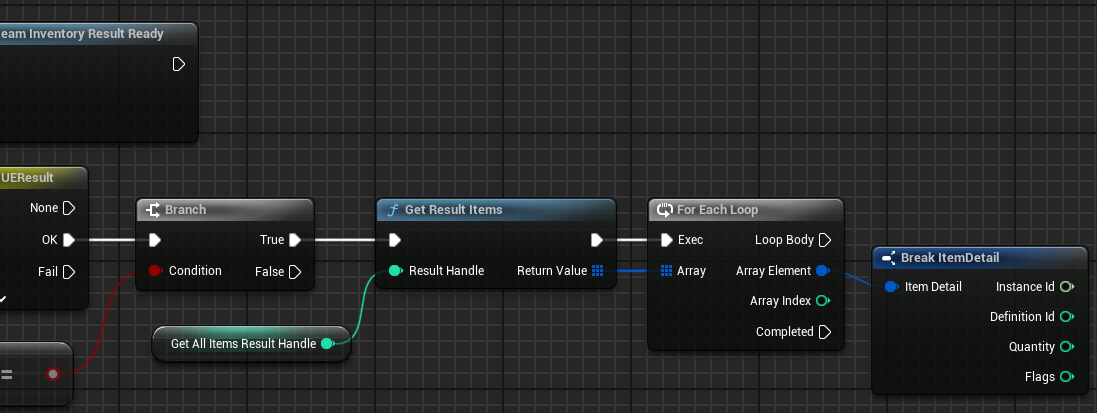 eam Inventory Result Ready
UEResult
None
OK
Fail
Branch
True
Condition
False
Get Result Items
Result Handle
Return Value
For Each Loop
Exec
Loop Body
Array
Array Element
Array Index
Completed
Break ItemDetail
Item Detail
Instance Id
Definition Id
Quantity
Flags
Get All Items Result Handle
=